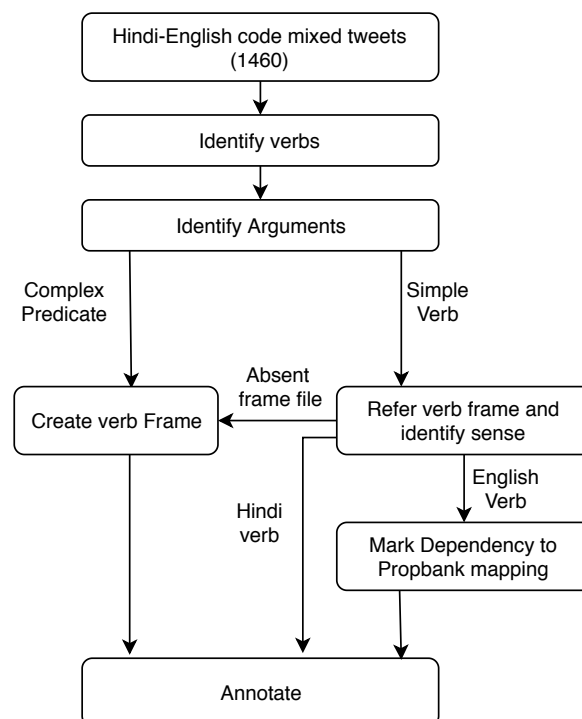 Hindi-English code mixed tweets
(1460)
Identify verbs
Identify Arguments
Complex
Predicate
Simple
Verb
Absent
frame file
Create verb Frame
Refer verb frame and
identify sense
Hindi
verb
English
Verb
Mark Dependency to
Propbank mapping
Annotate